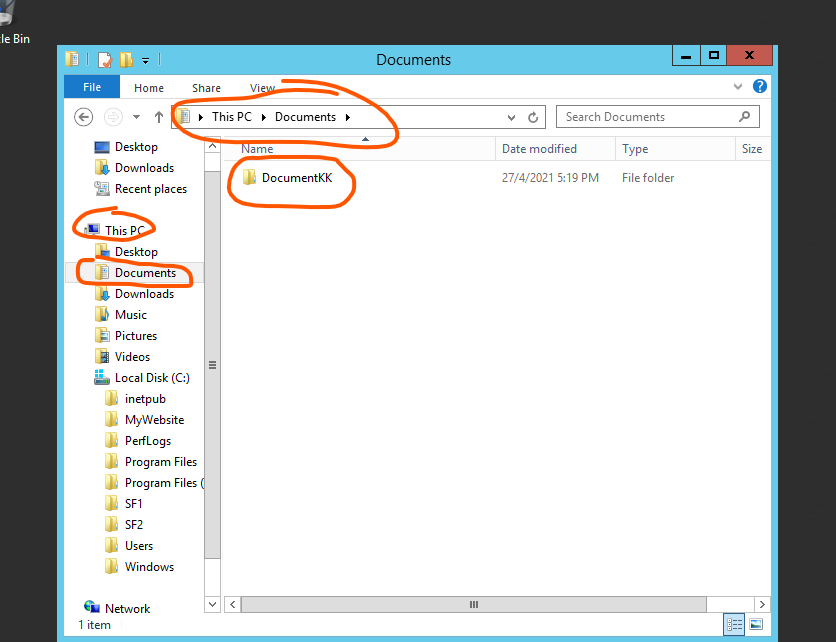 le Bin
Documents
File Home Share View
This PC Documents Search Documents
Name Date modified Type Size
DocumentKK 27/4/2021 5:19 PM File folder
Desktop
Downloads
Recent places
This PC
Desktop
Documents
Downloads
Music
Pictures
Videos
Local Disk (C:)
inetpub
MyWebsite
PerfLogs
Program Files
Program Files (
SF1
SF2
Users
Windows
Network
1 item